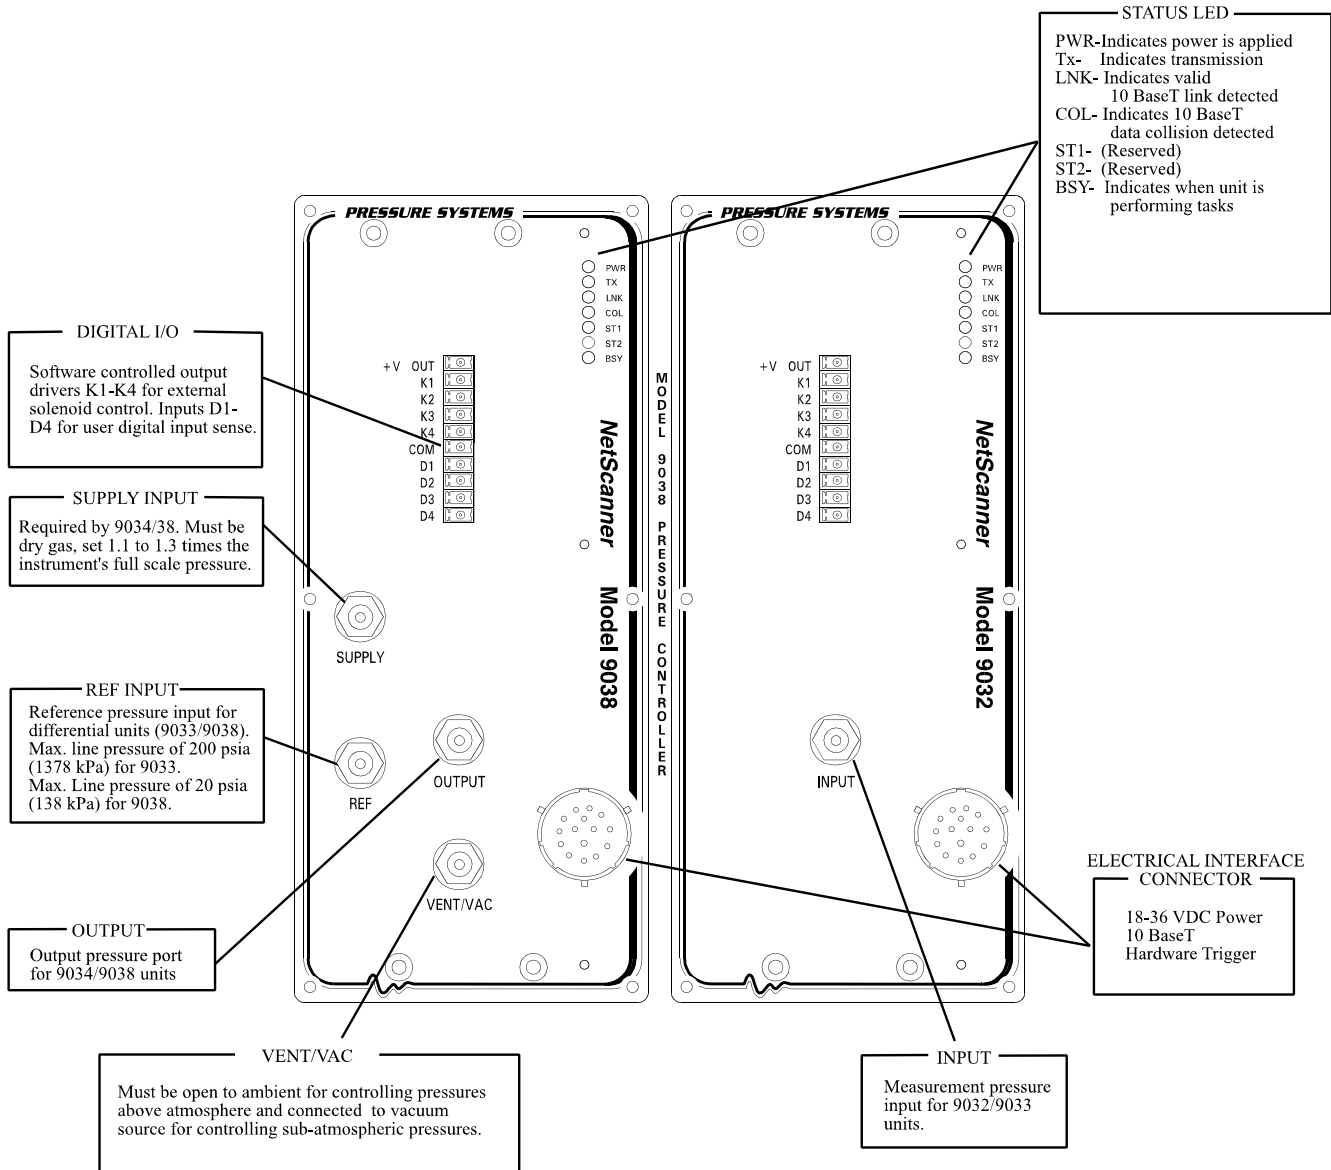 STATUS LED
PWR-Indicates power is applied
Tx- Indicates transmission
LNK- Indicates valid
10 BaseT link detected
COL- Indicates 10 BaseT
data collision detected
ST1- (Reserved)
ST2- (Reserved)
BSY- Indicates when unit is
performing tasks
DIGITAL I/O
Software controlled output
drivers K1-K4 for external
solenoid control. Inputs D1-
D4 for user digital input sense.
SUPPLY INPUT
Required by 9034/38. Must be
dry gas, set 1.1 to 1.3 times the
instrument's full scale pressure.
REF INPUT
Reference pressure input for
differential units (9033/9038).
Max. line pressure of 200 psia
(1378 kPa) for 9033.
Max. Line pressure of 20 psia
(138 kPa) for 9038.
OUTPUT
Output pressure port
for 9034/9038 units
VENT/VAC
Must be open to ambient for controlling pressures
above atmosphere and connected to vacuum
source for controlling sub-atmospheric pressures.
PRESSURE SYSTEMS
PWR
TX
LNK
COL
ST1
ST2
BSY
+V OUT
K1
K2
K3
K4
COM
D1
D2
D3
D4
NetScanner
Model 9038
SUPPLY
REF
OUTPUT
VENT/VAC
MODEL 9038 PRESSURE CONTROLLER
PRESSURE SYSTEMS
PWR
TX
LNK
COL
ST1
ST2
BSY
+V OUT
K1
K2
K3
K4
COM
D1
D2
D3
D4
NetScanner
Model 9032
INPUT
ELECTRICAL INTERFACE
CONNECTOR
18-36 VDC Power
10 BaseT
Hardware Trigger
INPUT
Measurement pressure
input for 9032/9033
units.